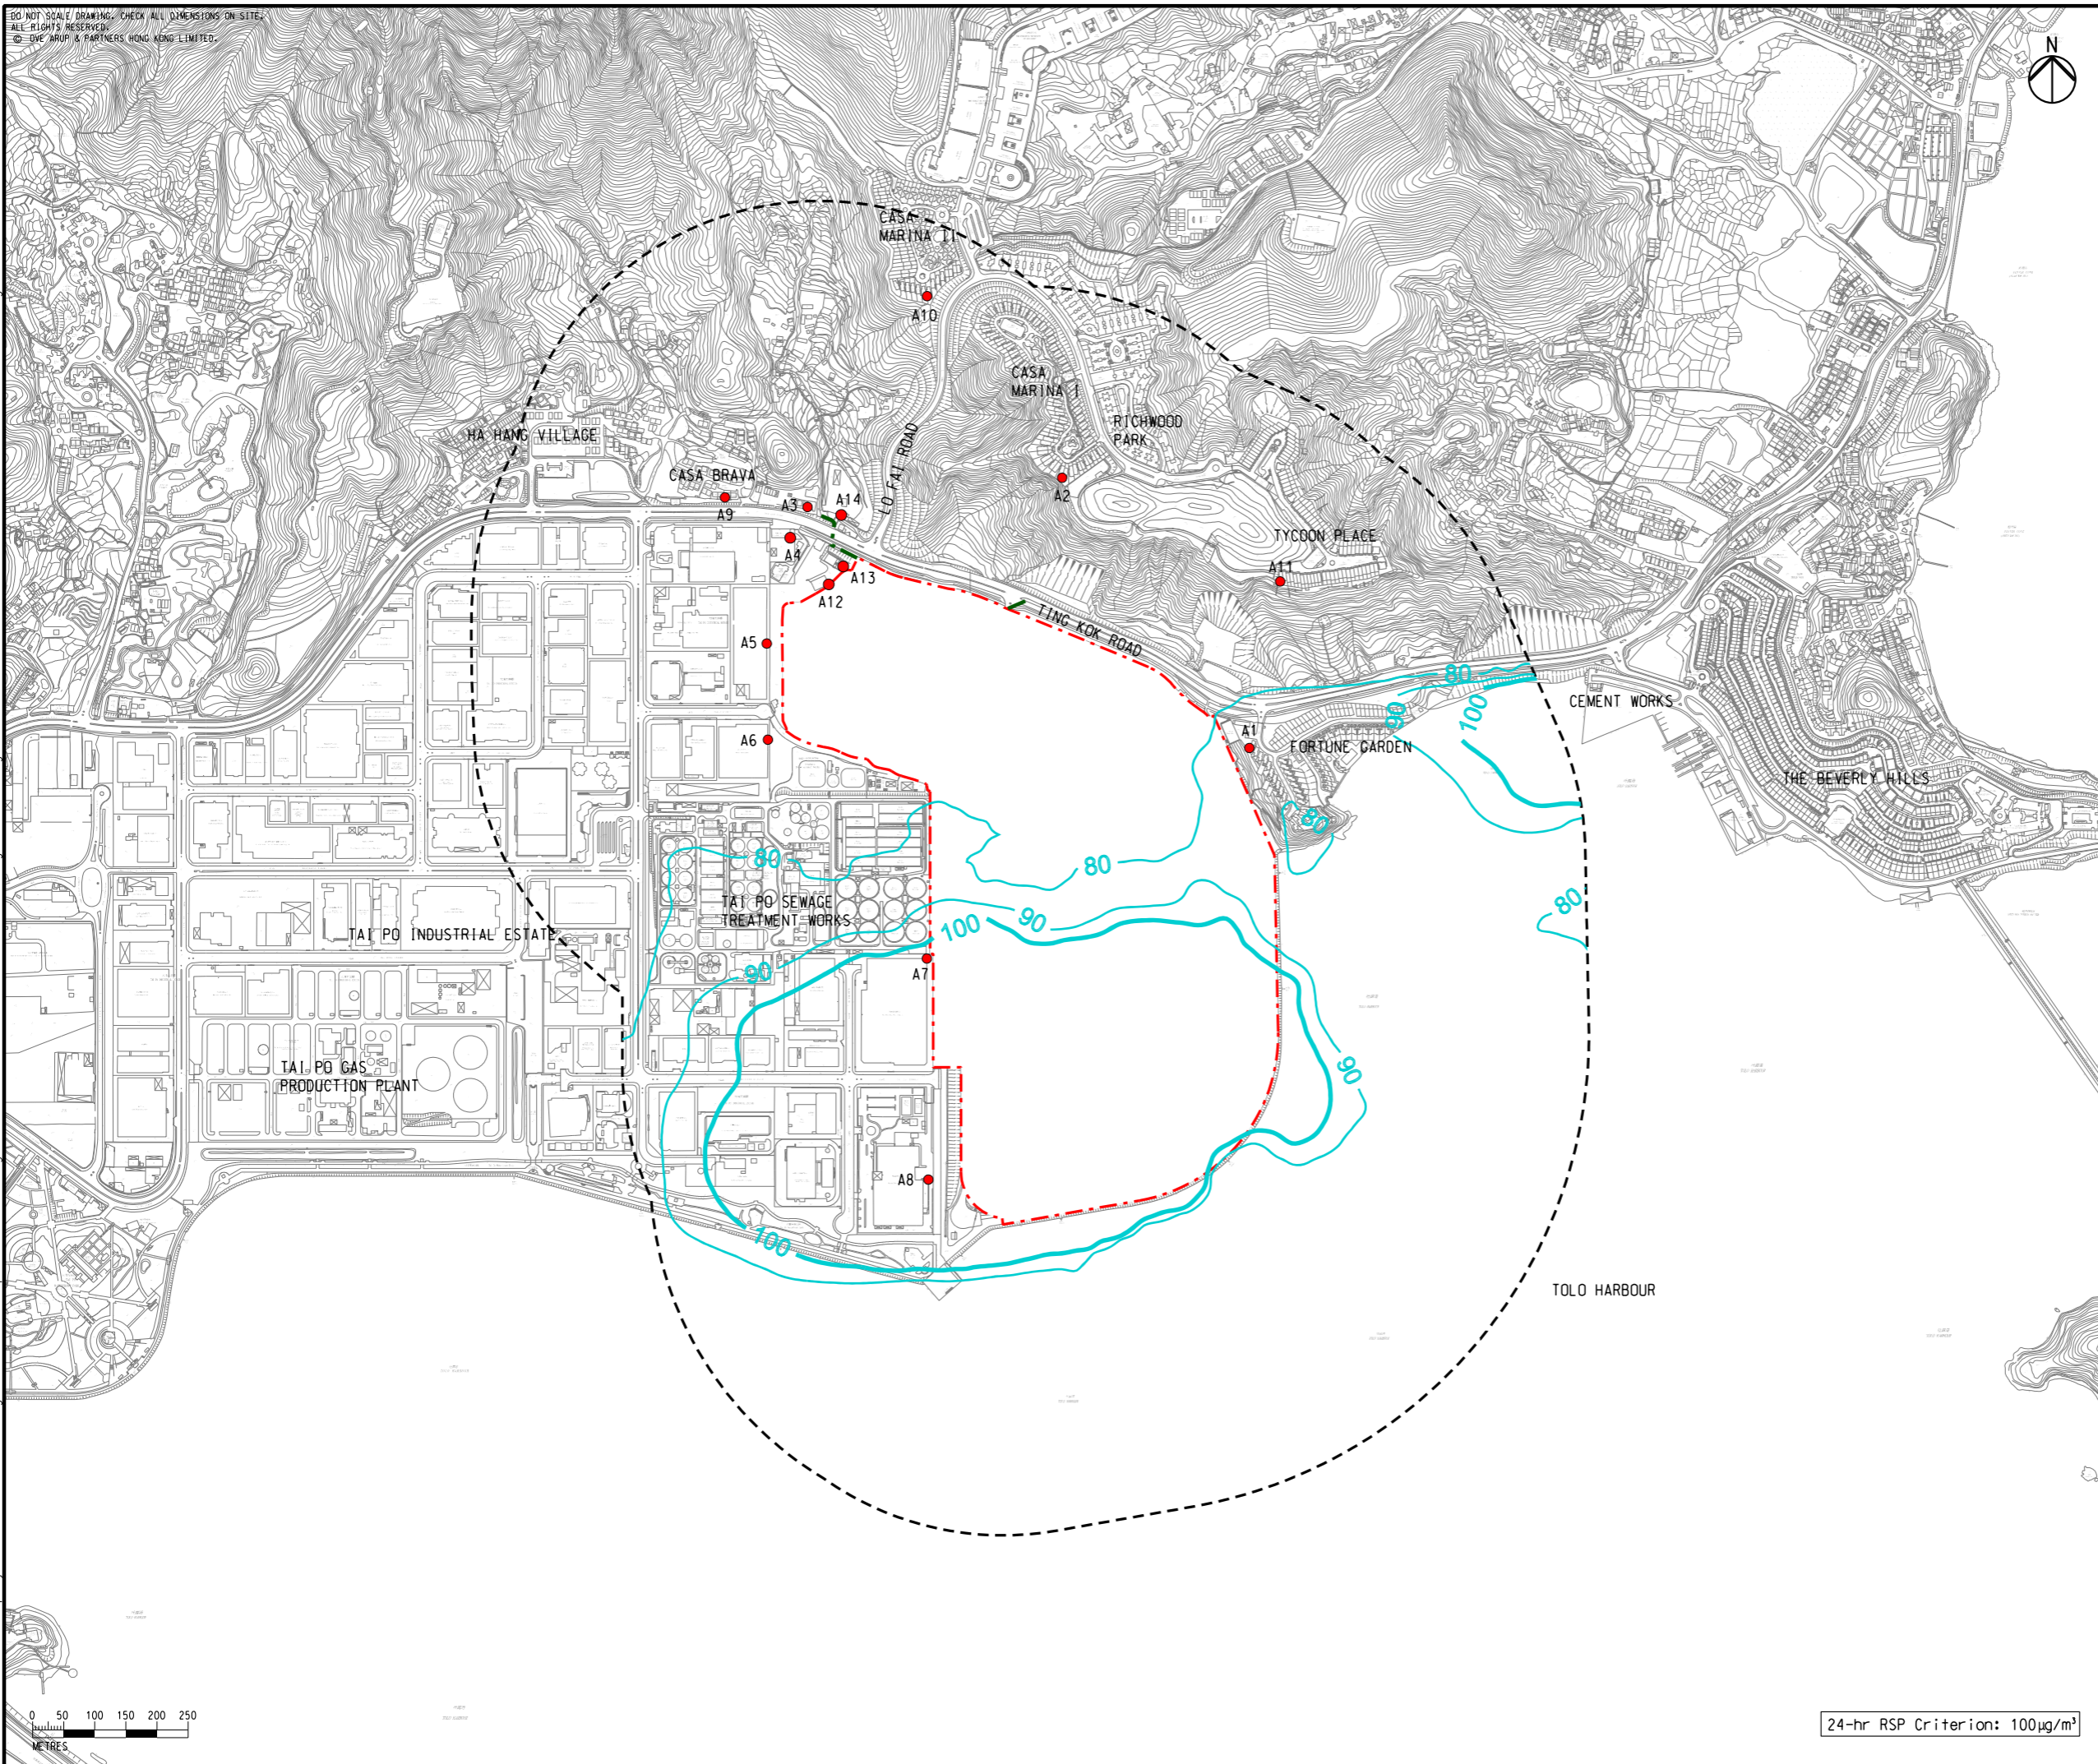 DO NOT SCALE DRAWING. CHECK ALL DIMENSIONS ON SITE.
ALL RIGHTS RESERVED.
© OVE ARUP & PARTNERS HONG KONG LIMITED.
N
CASA
MARINA II
A10
CASA
MARINA I
RICHWOOD
PARK
HA HANG VILLAGE
LO FAI ROAD
CASA BRAVA
A9
A3
A14
A2
A4
TYCOON PLACE
A13
A11
A12
TING KOK ROAD
A5
80
CEMENT WORKS
90
100
A6
A1
FORTUNE GARDEN
THE BEVERLY HILLS
80
80
80
TAI PO SEWAGE
TREATMENT WORKS
80
90
100
TAI PO INDUSTRIAL ESTATE
A7
90
TAI PO GAS
PRODUCTION PLANT
90
A8
100
TOLO HARBOUR
0 50 100 150 200 250
METRES
24-hr RSP Criterion: 100μg/m³